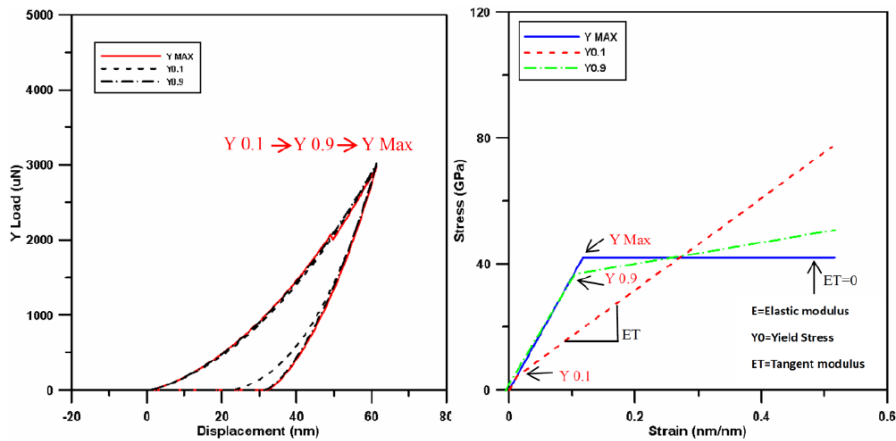 5000
4000
3000
2000
1000
0
-20
0
20
40
60
80
Y Load (uN)
Displacement (nm)
Y MAX
Y0.1
Y0.9
Y 0.1 → Y 0.9 → Y Max
120
80
40
0
0
0.2
0.4
0.6
Stress (GPa)
Strain (nm/nm)
Y MAX
Y0.1
Y0.9
Y Max
Y 0.9
ET=0
ET
Y 0.1
E=Elastic modulus
Y0=Yield Stress
ET=Tangent modulus